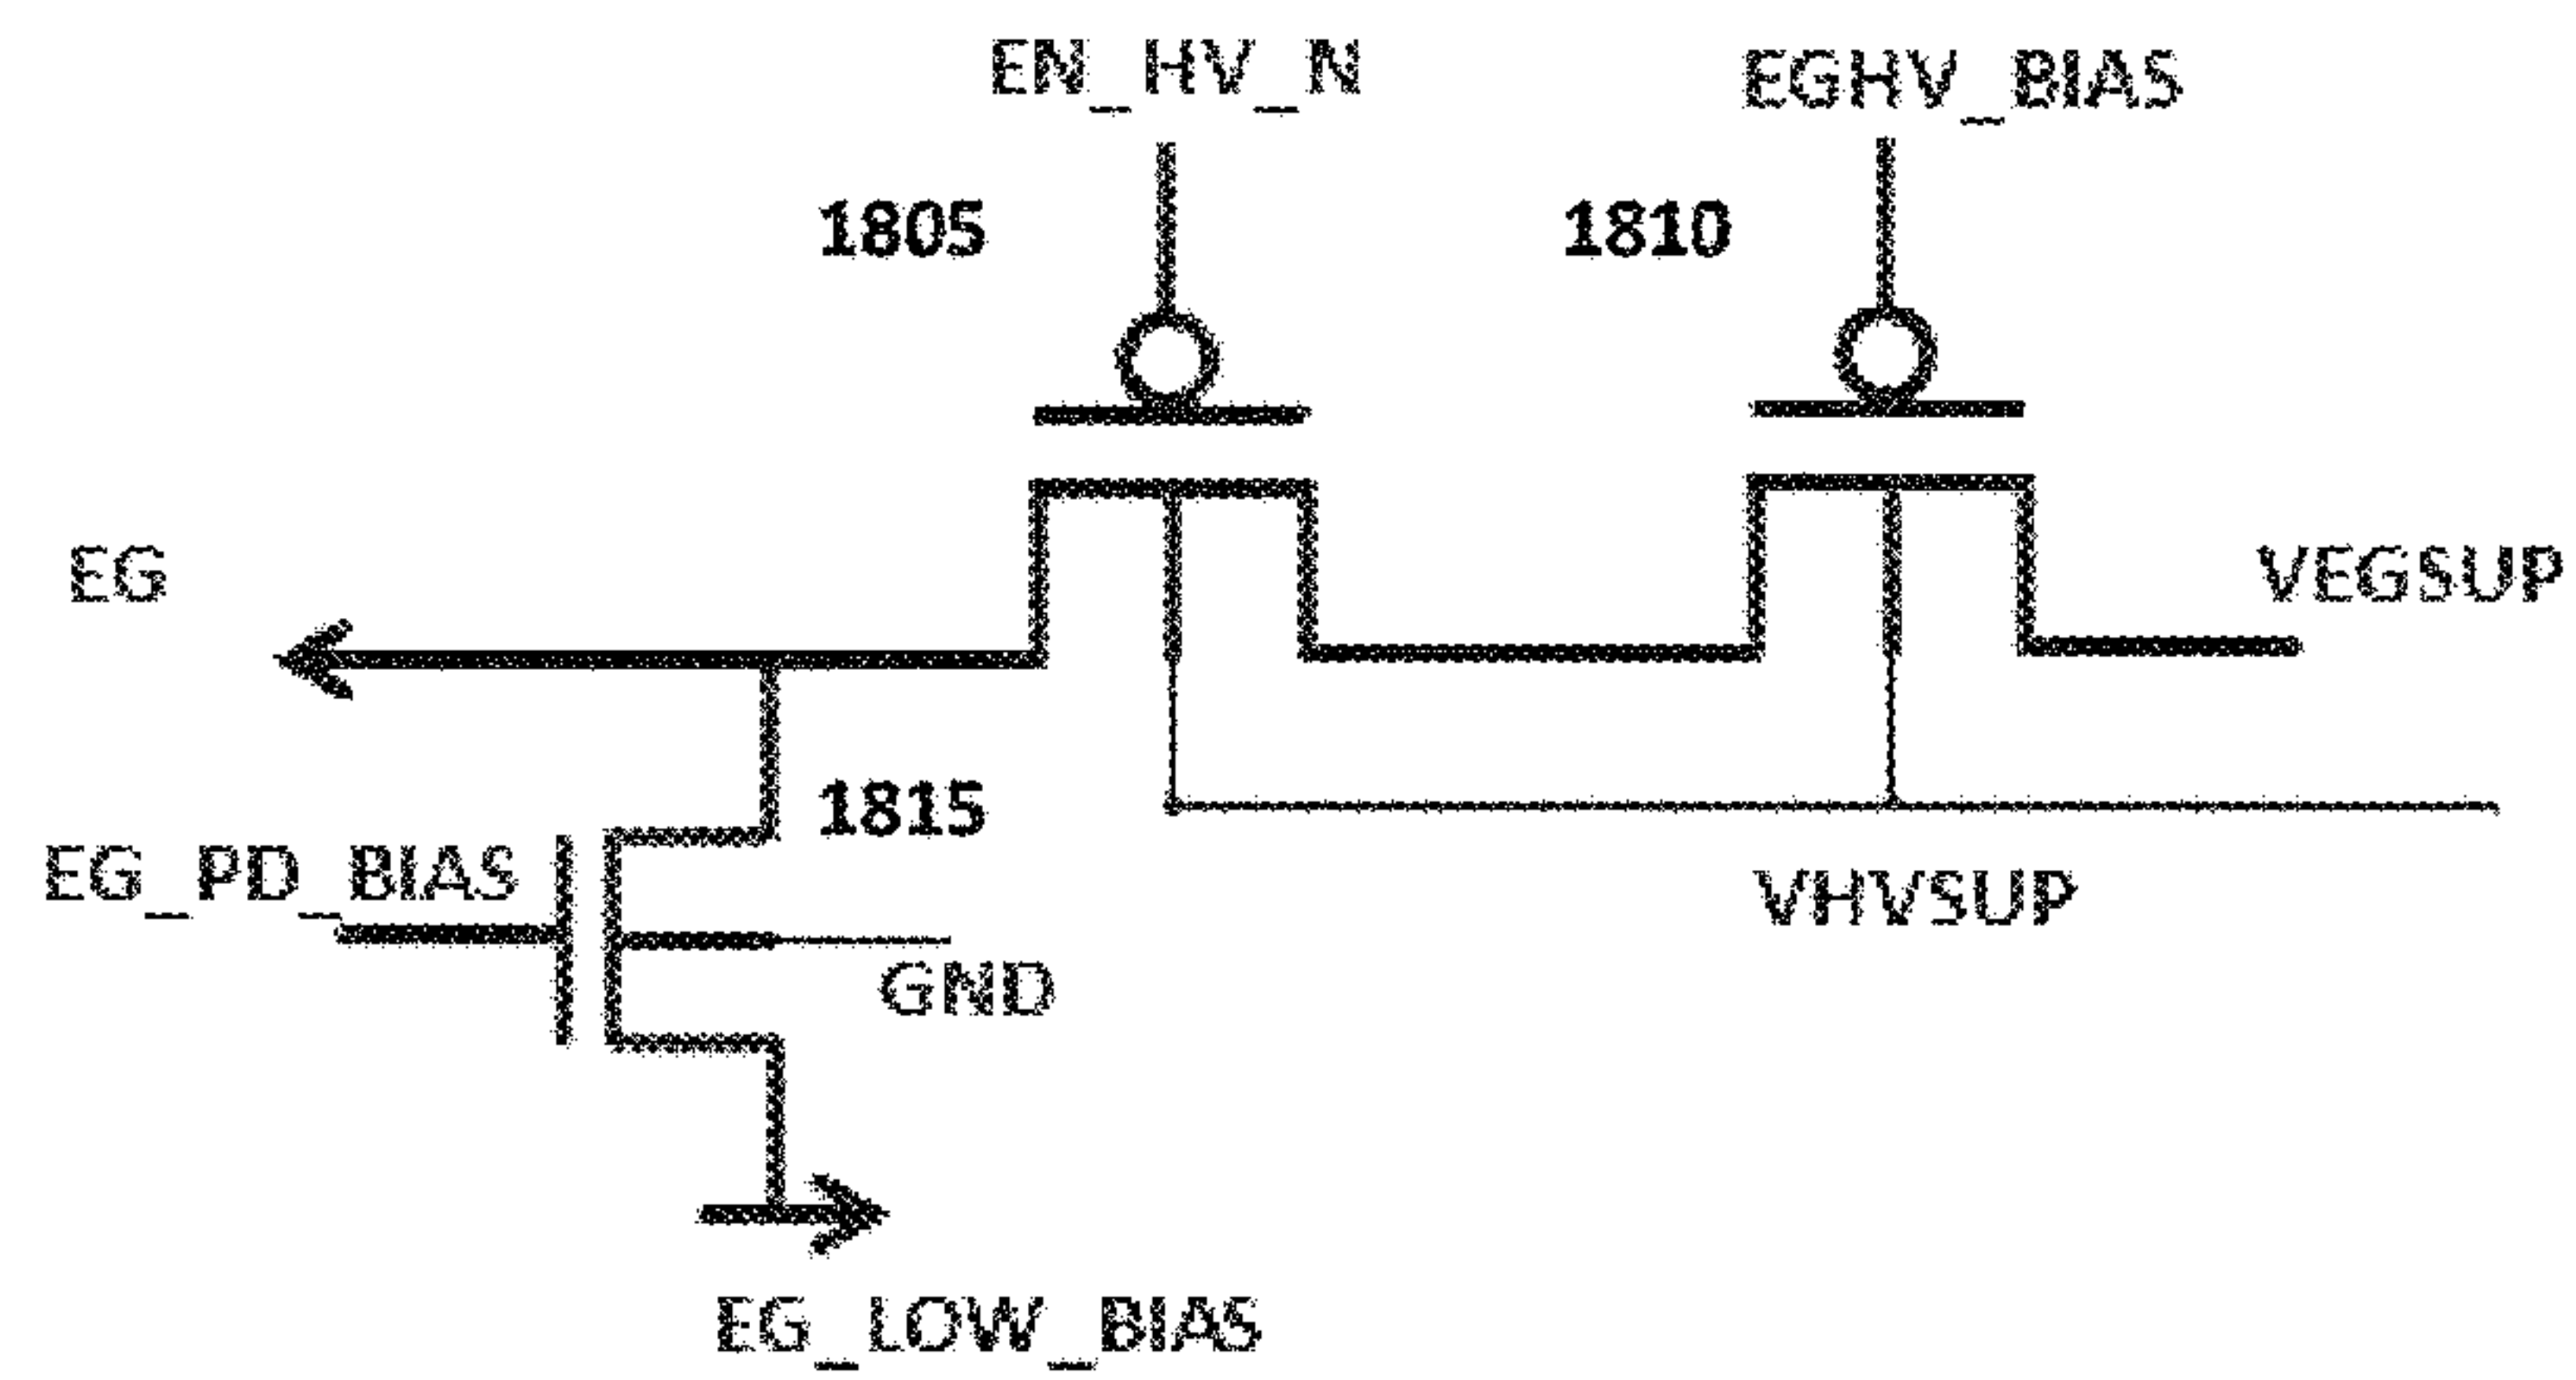 EN_HV_N
EGHV_BIAS
1805
1810
EG
VEGSUP
1815
EG_PD_BIAS
VHVSUP
GND
EG_LOW_BIAS